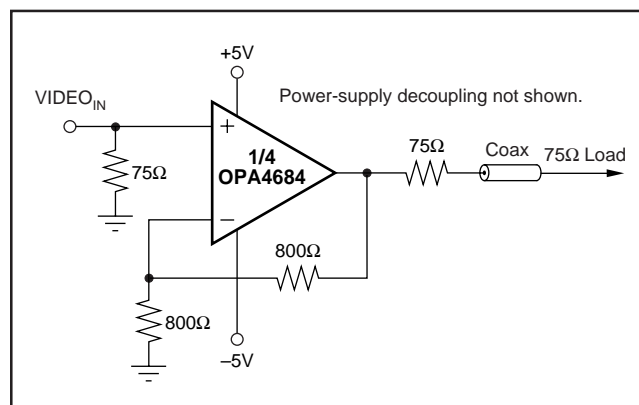 +5V
VIDEO_IN
Power-supply decoupling not shown.
+
1/4
OPA4684
−
75Ω
75Ω
Coax
75Ω Load
800Ω
800Ω
−5V